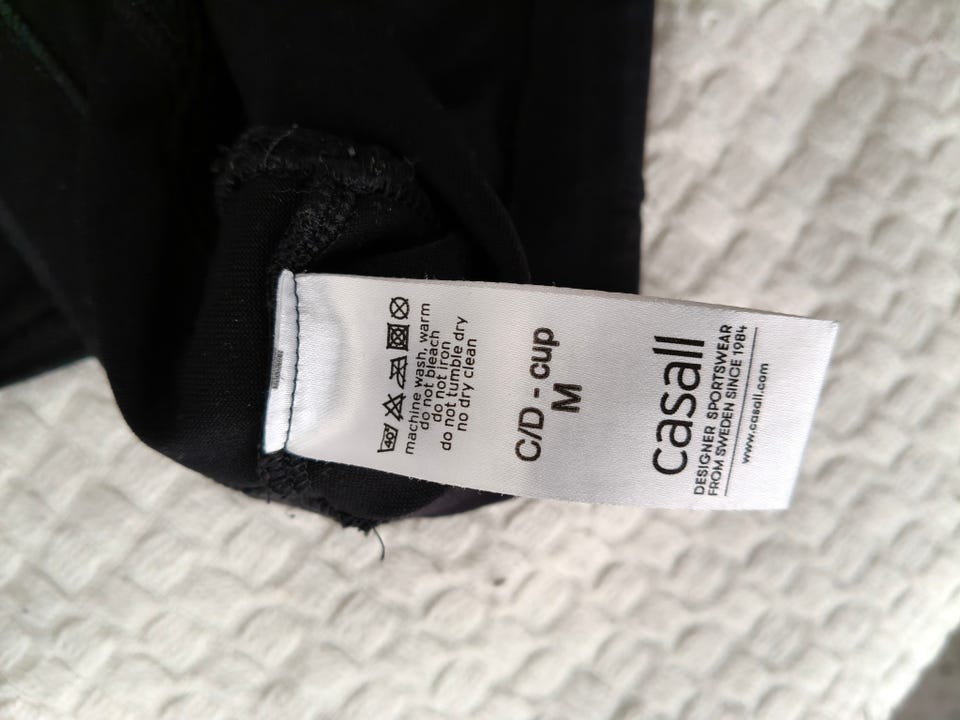 casall
DESIGNER SPORTSWEAR
FROM SWEDEN SINCE 1984
www.casall.com
C/D - cup
M
40
machine wash, warm
do not bleach
do not iron
do not tumble dry
no dry clean